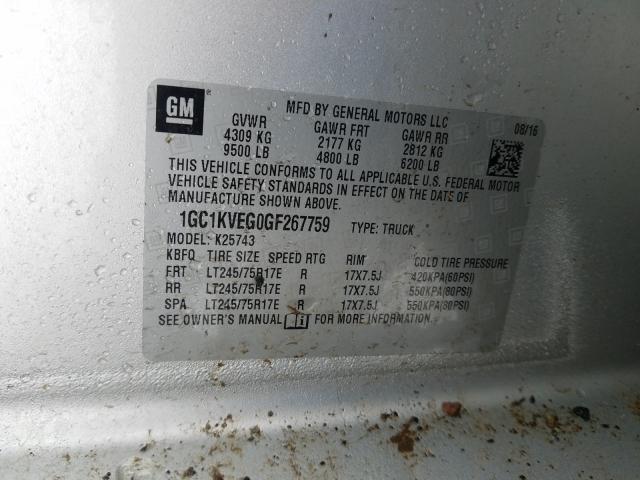 GM
MFD BY GENERAL MOTORS LLC
08/16
GVWR GAWR FRT GAWR RR
4309 KG 2177 KG 2812 KG
9500 LB 4800 LB 6200 LB
THIS VEHICLE CONFORMS TO ALL APPLICABLE U.S. FEDERAL MOTOR
VEHICLE SAFETY STANDARDS IN EFFECT ON THE DATE OF
MANUFACTURE SHOWN ABOVE.
1GC1KVEG0GF267759 TYPE: TRUCK
MODEL: K25743
KBFQ TIRE SIZE SPEED RTG RIM COLD TIRE PRESSURE
FRT LT245/75R17E R 17X7.5J 420KPA(60PSI)
RR LT245/75R17E R 17X7.5J 550KPA(80PSI)
SPA LT245/75R17E R 17X7.5J 550KPA(80PSI)
SEE OWNER'S MANUAL i FOR MORE INFORMATION.